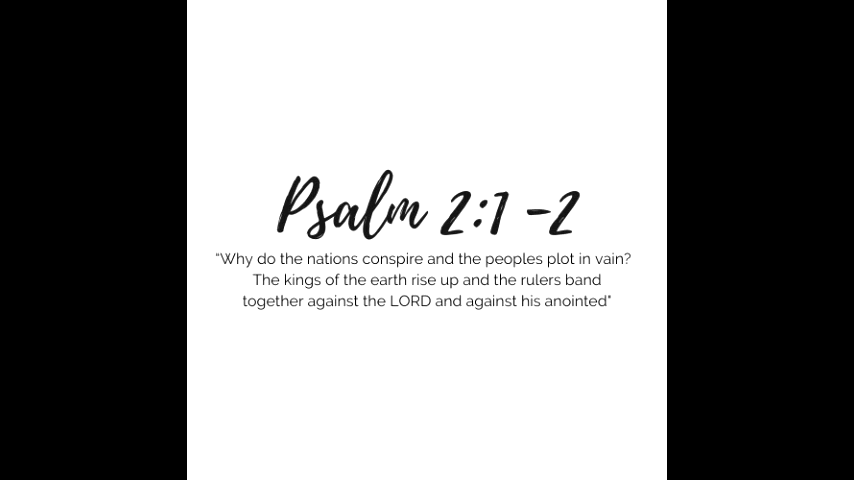 Psalm 2:1 -2
“Why do the nations conspire and the peoples plot in vain?
The kings of the earth rise up and the rulers band
together against the LORD and against his anointed"